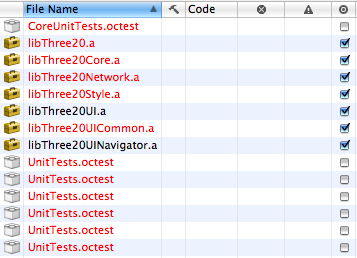 File Name Code
CoreUnitTests.octest
libThree20.a
libThree20Core.a
libThree20Network.a
libThree20Style.a
libThree20UI.a
libThree20UICommon.a
libThree20UINavigator.a
UnitTests.octest
UnitTests.octest
UnitTests.octest
UnitTests.octest
UnitTests.octest
UnitTests.octest